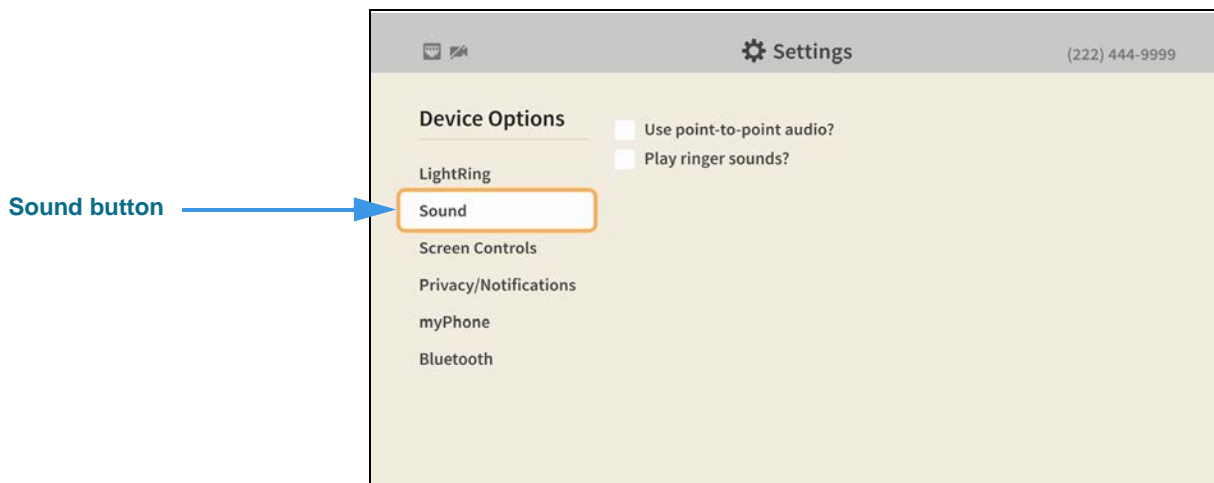 Settings
(222) 444-9999
Device Options
Use point-to-point audio?
Play ringer sounds?
LightRing
Sound button
Sound
Screen Controls
Privacy/Notifications
myPhone
Bluetooth